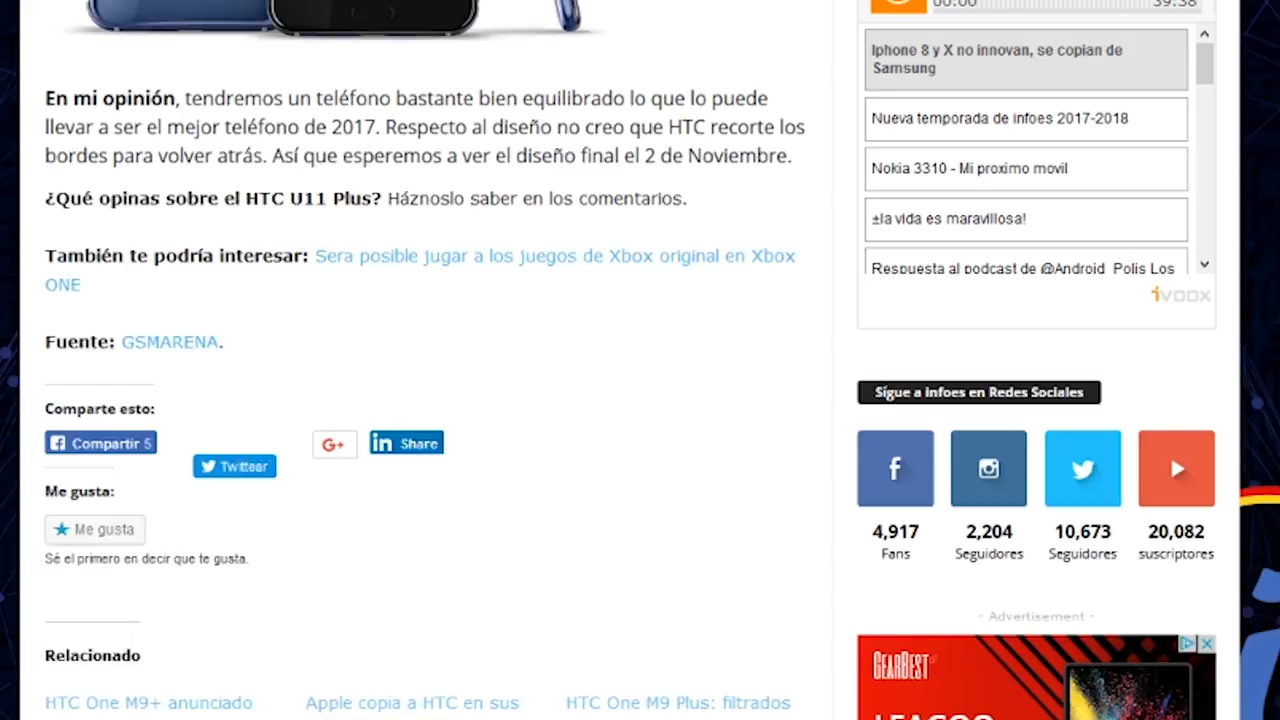 En mi opinión, tendremos un teléfono bastante bien equilibrado lo que lo puede
llevar a ser el mejor teléfono de 2017. Respecto al diseño no creo que HTC recorte los
bordes para volver atrás. Así que esperemos a ver el diseño final el 2 de Noviembre.
¿Qué opinas sobre el HTC U11 Plus? Háznoslo saber en los comentarios.
También te podría interesar: Sera posible jugar a los juegos de Xbox original en Xbox
ONE
Fuente: GSMARENA.
Comparte esto:
Compartir 5
Twittear
G+
in Share
Me gusta:
Me gusta
Sé el primero en decir que te gusta.
Relacionado
HTC One M9+ anunciado
Apple copia a HTC en sus
HTC One M9 Plus: filtrados
00:00 39:38
Iphone 8 y X no innovan, se copian de
Samsung
Nueva temporada de infoes 2017-2018
Nokia 3310 - Mi proximo movil
±la vida es maravillosa!
Respuesta al podcast de @Android_Polis Los
ivoox
Sígue a infoes en Redes Sociales
4,917 2,204 10,673 20,082
Fans Seguidores Seguidores suscriptores
- Advertisement -
GEARBEST